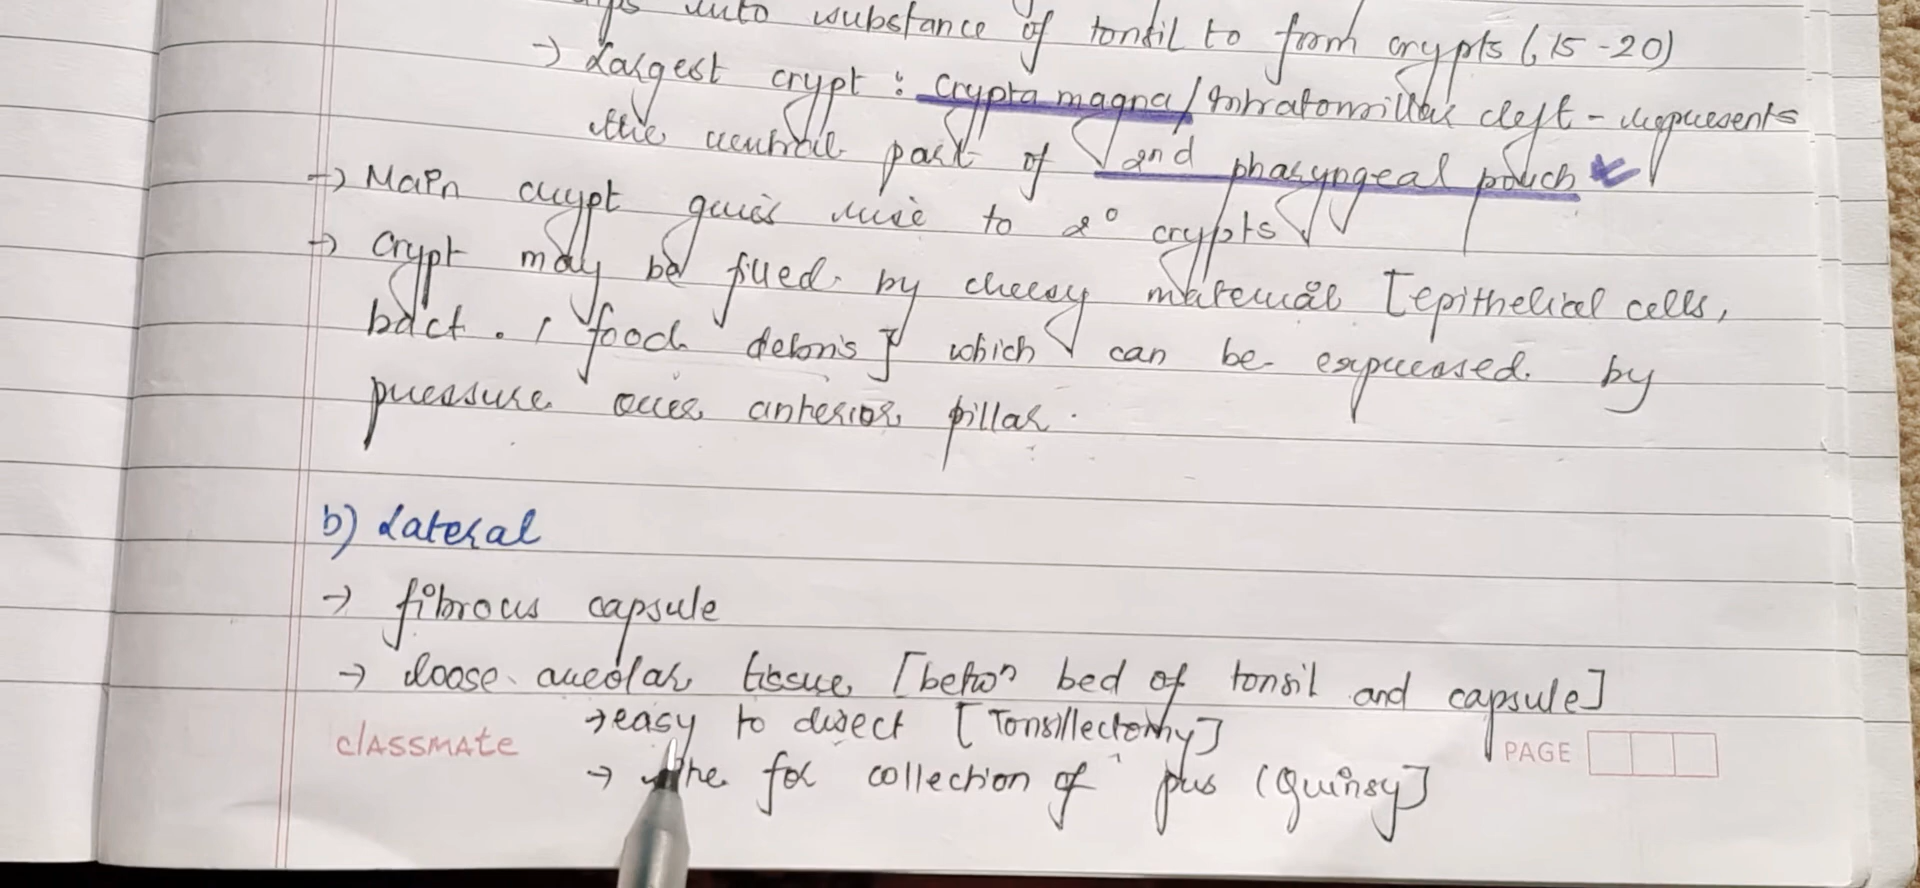 into substance of tonsil to from crypts (15-20)
→ Largest crypt : Crypta magna/Intratonsillar cleft - represents
the ventral part of 2nd pharyngeal pouch
→ Main crypt gives rise to 2° crypts
→ Crypt may be filled by cheesy material [epithelial cells,
bact. , food debris] which can be expressed by
pressure over anterior pillar.
b) Lateral
→ fibrous capsule
→ loose areolar tissue [betwn bed of tonsil and capsule]
→ easy to disect [Tonsillectomy]
→ for collection of pus (Quinsy]
classmate
PAGE